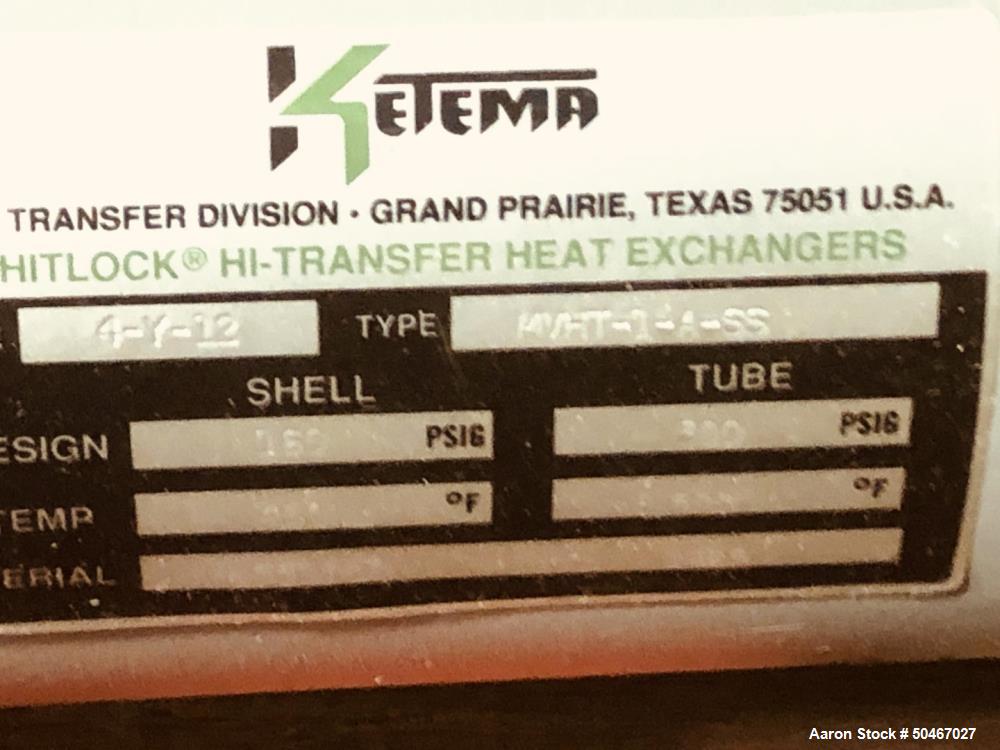 KETEMA
TRANSFER DIVISION • GRAND PRAIRIE, TEXAS 75051 U.S.A.
HITLOCK® HI-TRANSFER HEAT EXCHANGERS
4-Y-12 TYPE
SHELL TUBE
ESIGN PSIG PSIG
TEMP °F °F
ERIAL
Aaron Stock # 50467027